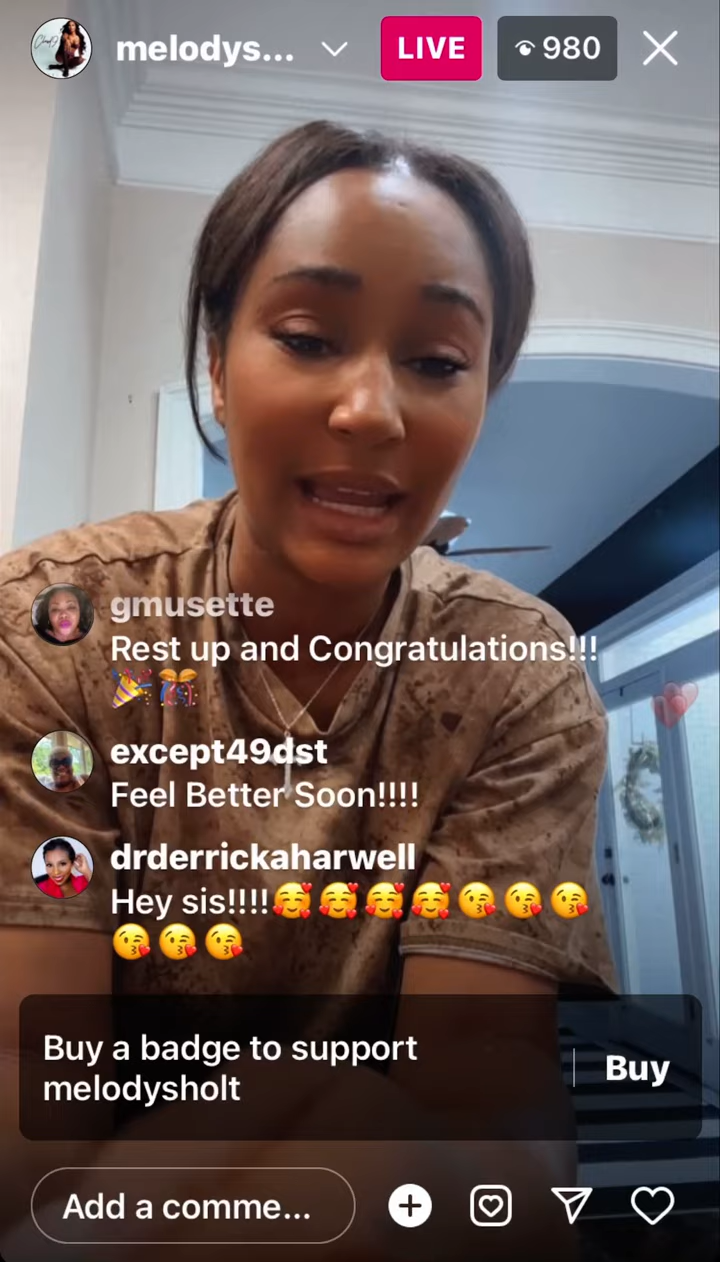 melodys...
LIVE
980
gmusette
Rest up and Congratulations!!!
🎉🎊
except49dst
Feel Better Soon!!!!
drderrickaharwell
Hey sis!!!!🥰🥰🥰🥰😘😘😘
😘😘😘
Buy a badge to support
melodysholt
Buy
Add a comme...